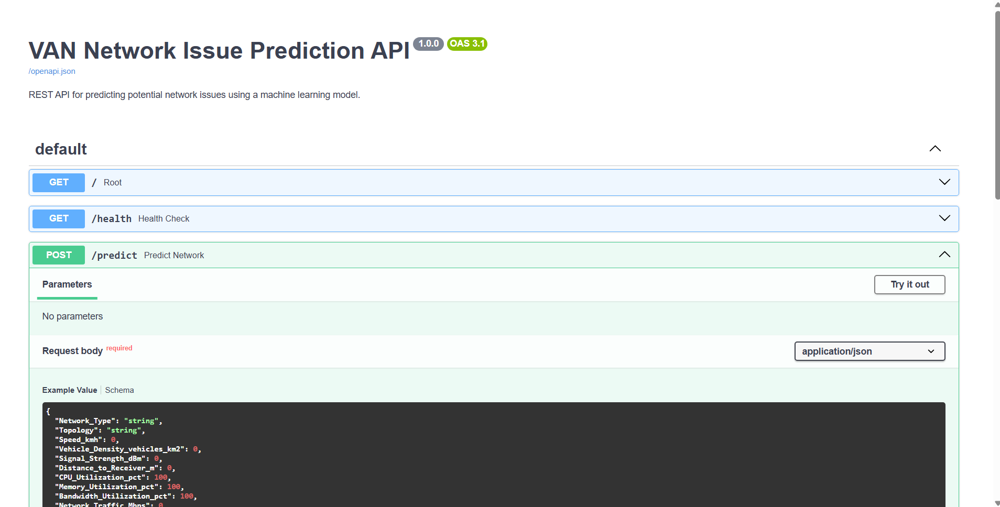 VAN Network Issue Prediction API 1.0.0 OAS 3.1
/openapi.json
REST API for predicting potential network issues using a machine learning model.
default
GET / Root
GET /health Health Check
POST /predict Predict Network
Parameters Try it out
No parameters
Request body required application/json
Example Value Schema
{
"Network_Type": "string",
"Topology": "string",
"Speed_kmh": 0,
"Vehicle_Density_vehicles_km2": 0,
"Signal_Strength_dBm": 0,
"Distance_to_Receiver_m": 0,
"CPU_Utilization_pct": 100,
"Memory_Utilization_pct": 100,
"Bandwidth_Utilization_pct": 100,
"Network_Traffic_Mbps": 0